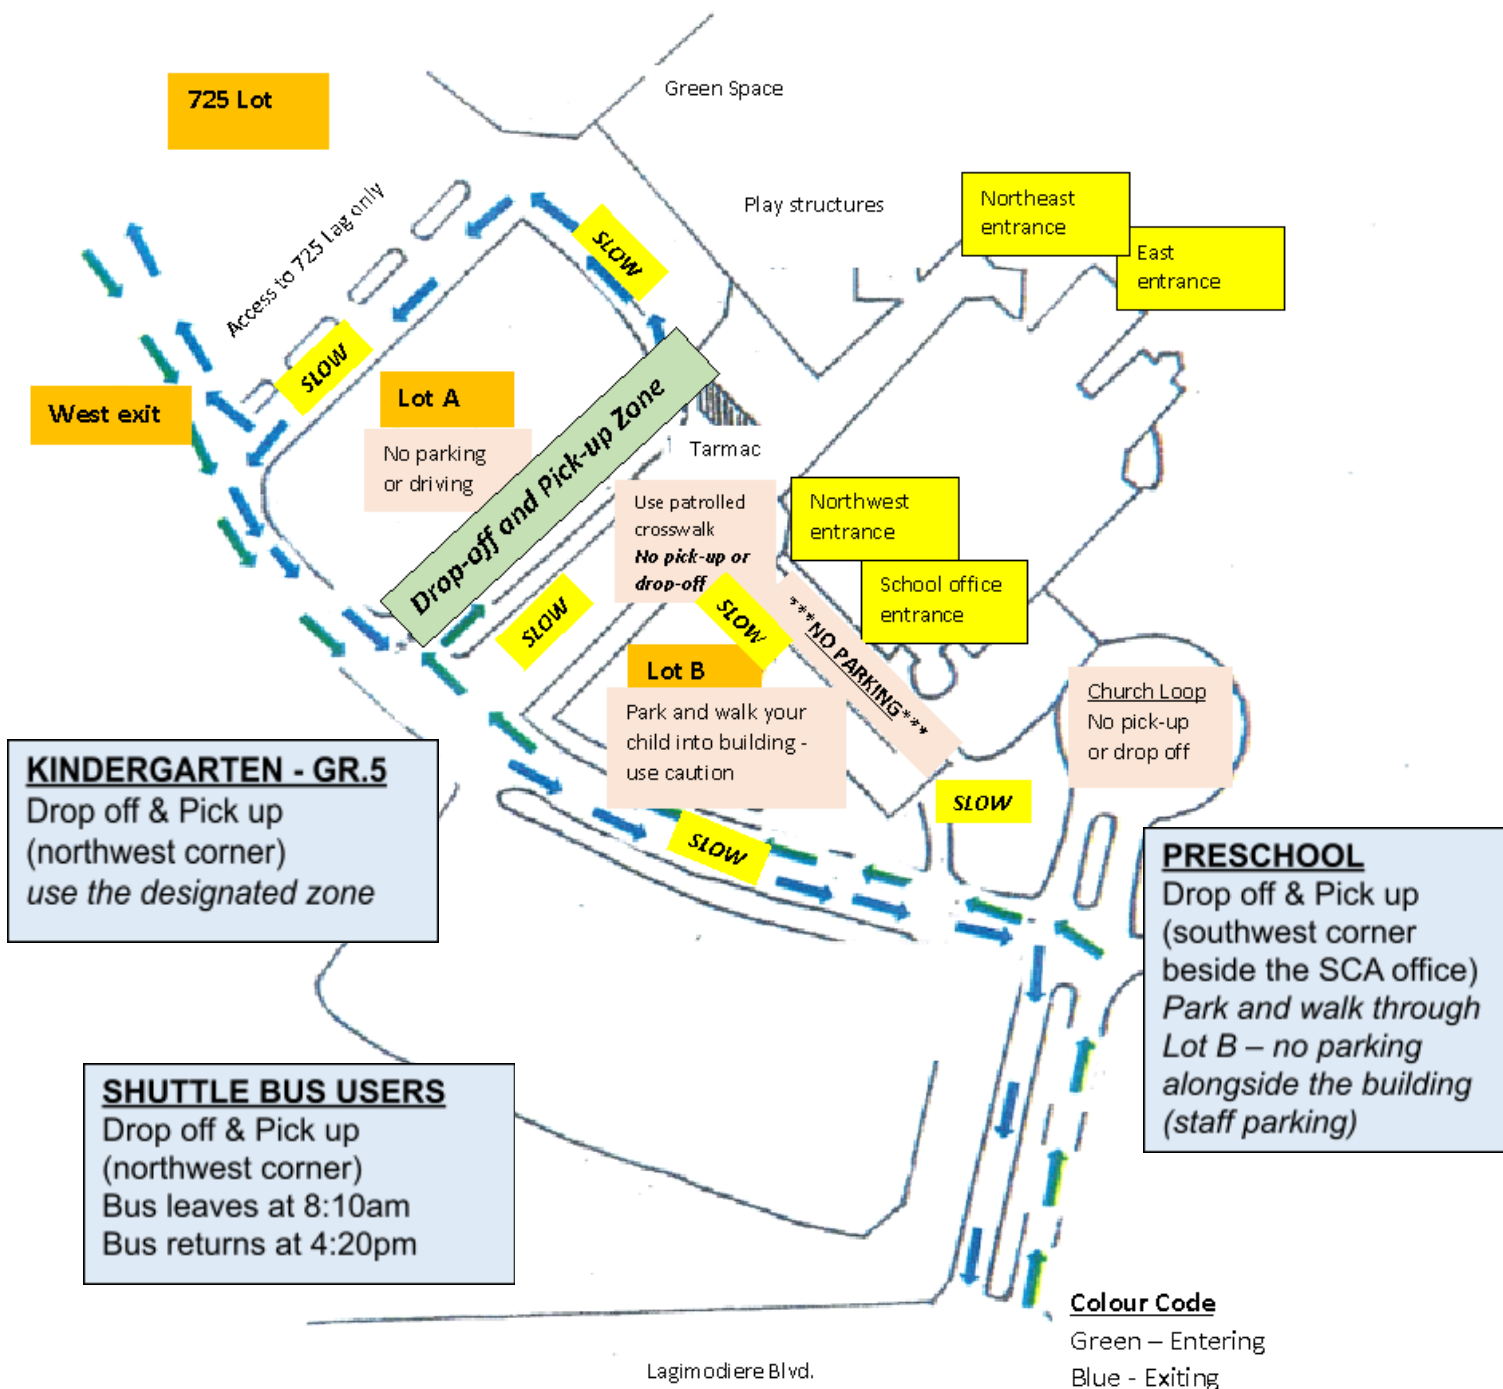 725 Lot
Green Space
Access to 725 Lag only
SLOW
Play structures
Northeast
entrance
East
entrance
SLOW
West exit
Lot A
No parking
or driving
Drop-off and Pick-up Zone
Tarmac
Use patrolled
crosswalk
No pick-up or
drop-off
Northwest
entrance
School office
entrance
SLOW
SLOW
***NO PARKING***
Lot B
Park and walk your
child into building -
use caution
Church Loop
No pick-up
or drop off
SLOW
SLOW
KINDERGARTEN - GR.5
Drop off & Pick up
(northwest corner)
use the designated zone
PRESCHOOL
Drop off & Pick up
(southwest corner
beside the SCA office)
Park and walk through
Lot B – no parking
alongside the building
(staff parking)
SHUTTLE BUS USERS
Drop off & Pick up
(northwest corner)
Bus leaves at 8:10am
Bus returns at 4:20pm
Colour Code
Green – Entering
Blue - Exiting
Lagimodiere Blvd.